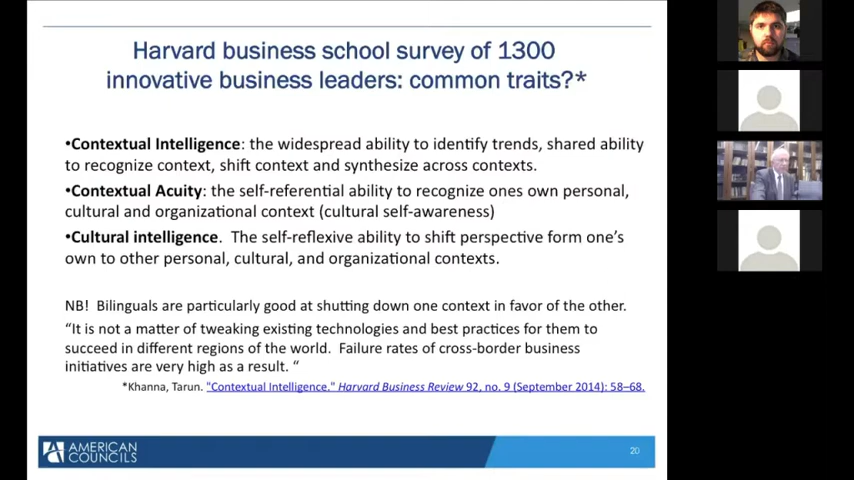 Harvard business school survey of 1300
innovative business leaders: common traits?*
•Contextual Intelligence: the widespread ability to identify trends, shared ability
to recognize context, shift context and synthesize across contexts.
•Contextual Acuity: the self-referential ability to recognize ones own personal,
cultural and organizational context (cultural self-awareness)
•Cultural intelligence. The self-reflexive ability to shift perspective form one's
own to other personal, cultural, and organizational contexts.
NB! Bilinguals are particularly good at shutting down one context in favor of the other.
“It is not a matter of tweaking existing technologies and best practices for them to
succeed in different regions of the world. Failure rates of cross-border business
initiatives are very high as a result. “
*Khanna, Tarun. "Contextual Intelligence." Harvard Business Review 92, no. 9 (September 2014): 58–68.
AMERICAN
COUNCILS
20